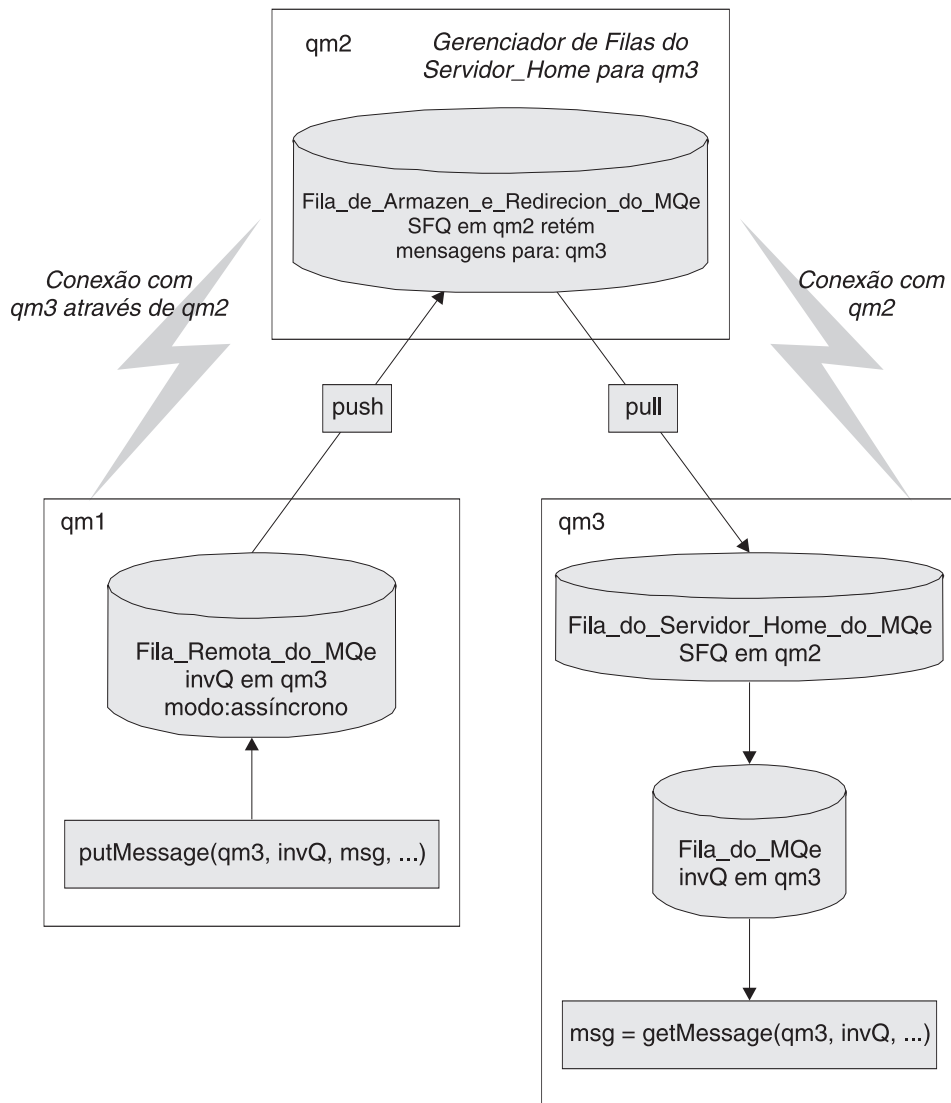 qm2
Gerenciador de Filas do
Servidor_Home para qm3
Fila_de_Armazen_e_Redirecion_do_MQe
SFQ em qm2 retém
mensagens para: qm3
Conexão com
qm3 através de qm2
Conexão com
qm2
push
pull
qm1
Fila_Remota_do_MQe
invQ em qm3
modo:assíncrono
putMessage(qm3, invQ, msg, ...)
qm3
Fila_do_Servidor_Home_do_MQe
SFQ em qm2
Fila_do_MQe
invQ em qm3
msg = getMessage(qm3, invQ, ...)